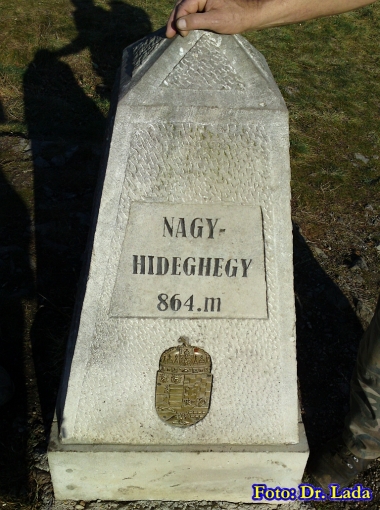 NAGY-
HIDEGHEGY
864.m
Foto: Dr. Lada